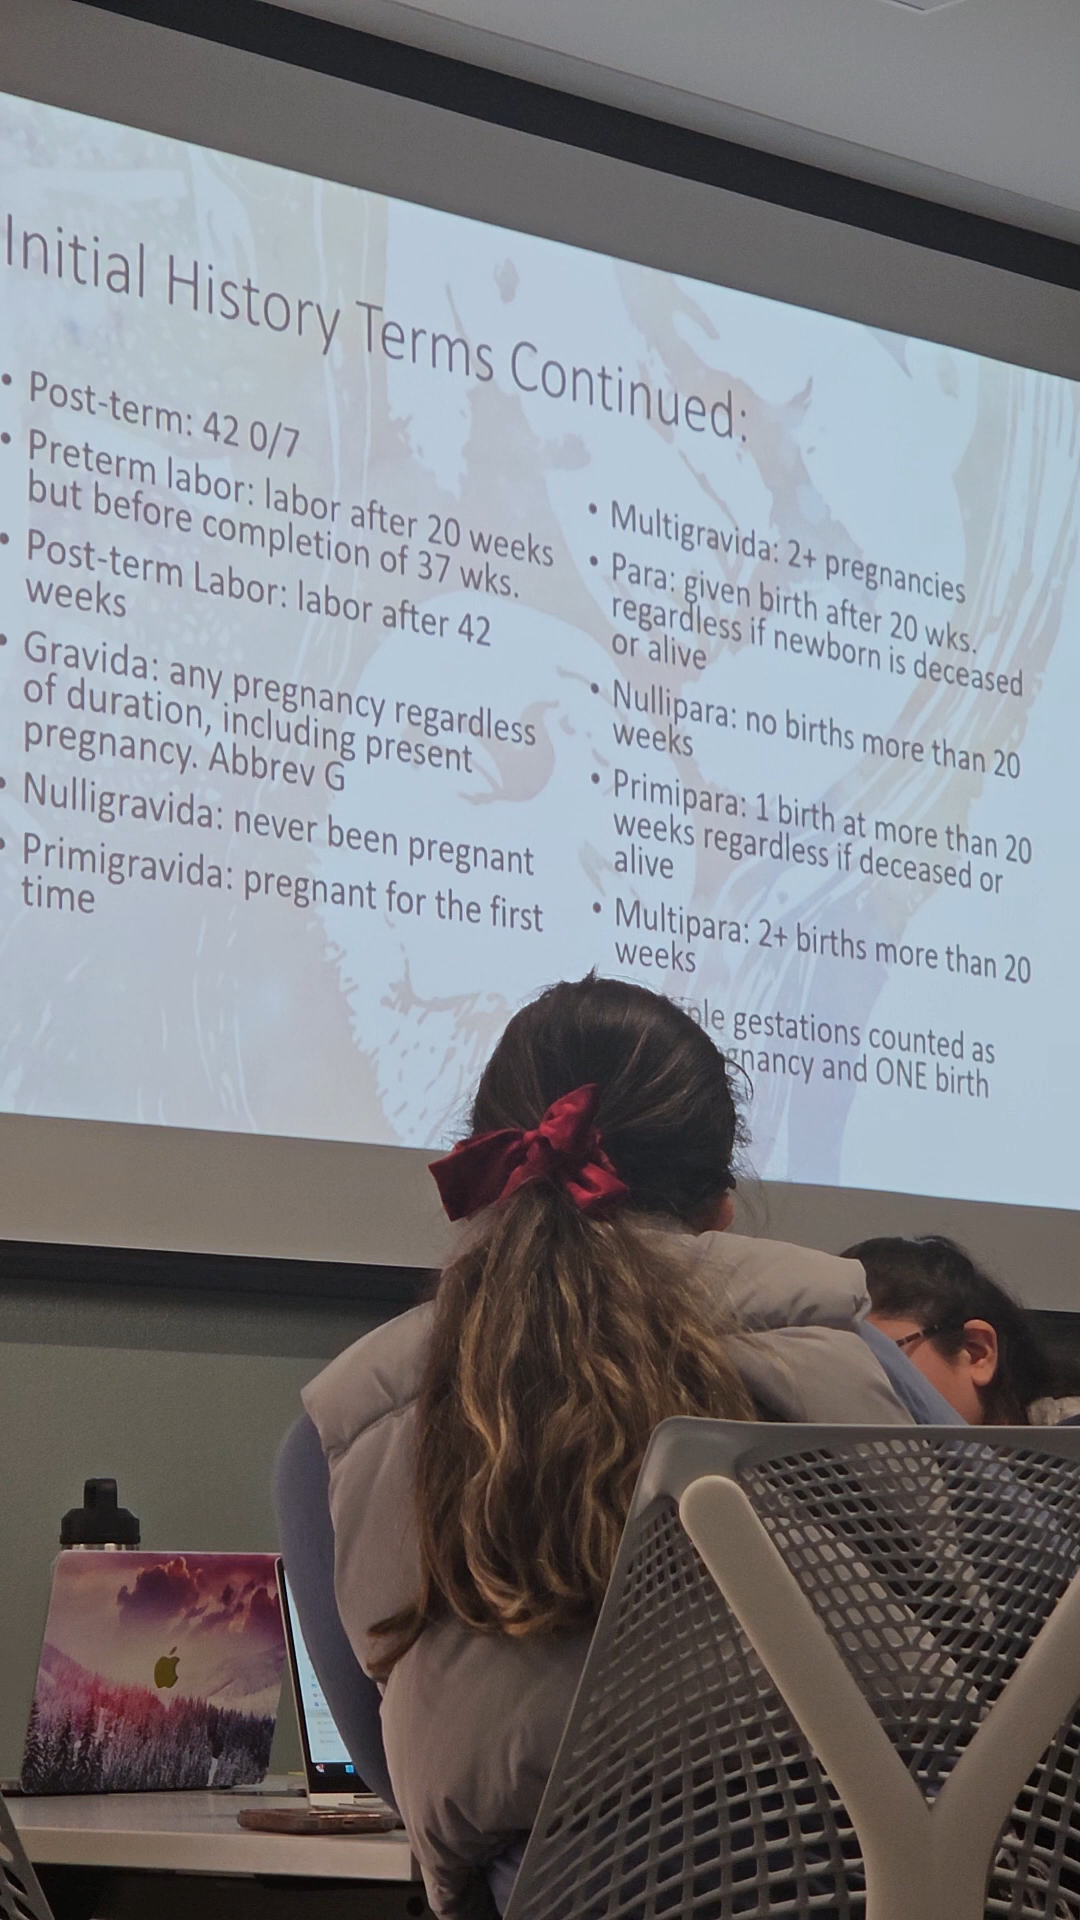 Initial History Terms Continued:
• Post-term: 42 0/7
• Preterm labor: labor after 20 weeks
but before completion of 37 wks.
• Post-term Labor: labor after 42
weeks
• Gravida: any pregnancy regardless
of duration, including present
pregnancy. Abbrev G
• Nulligravida: never been pregnant
• Primigravida: pregnant for the first
time
• Multigravida: 2+ pregnancies
• Para: given birth after 20 wks.
regardless if newborn is deceased
or alive
• Nullipara: no births more than 20
weeks
• Primipara: 1 birth at more than 20
weeks regardless if deceased or
alive
• Multipara: 2+ births more than 20
weeks
gestations counted as
and ONE birth